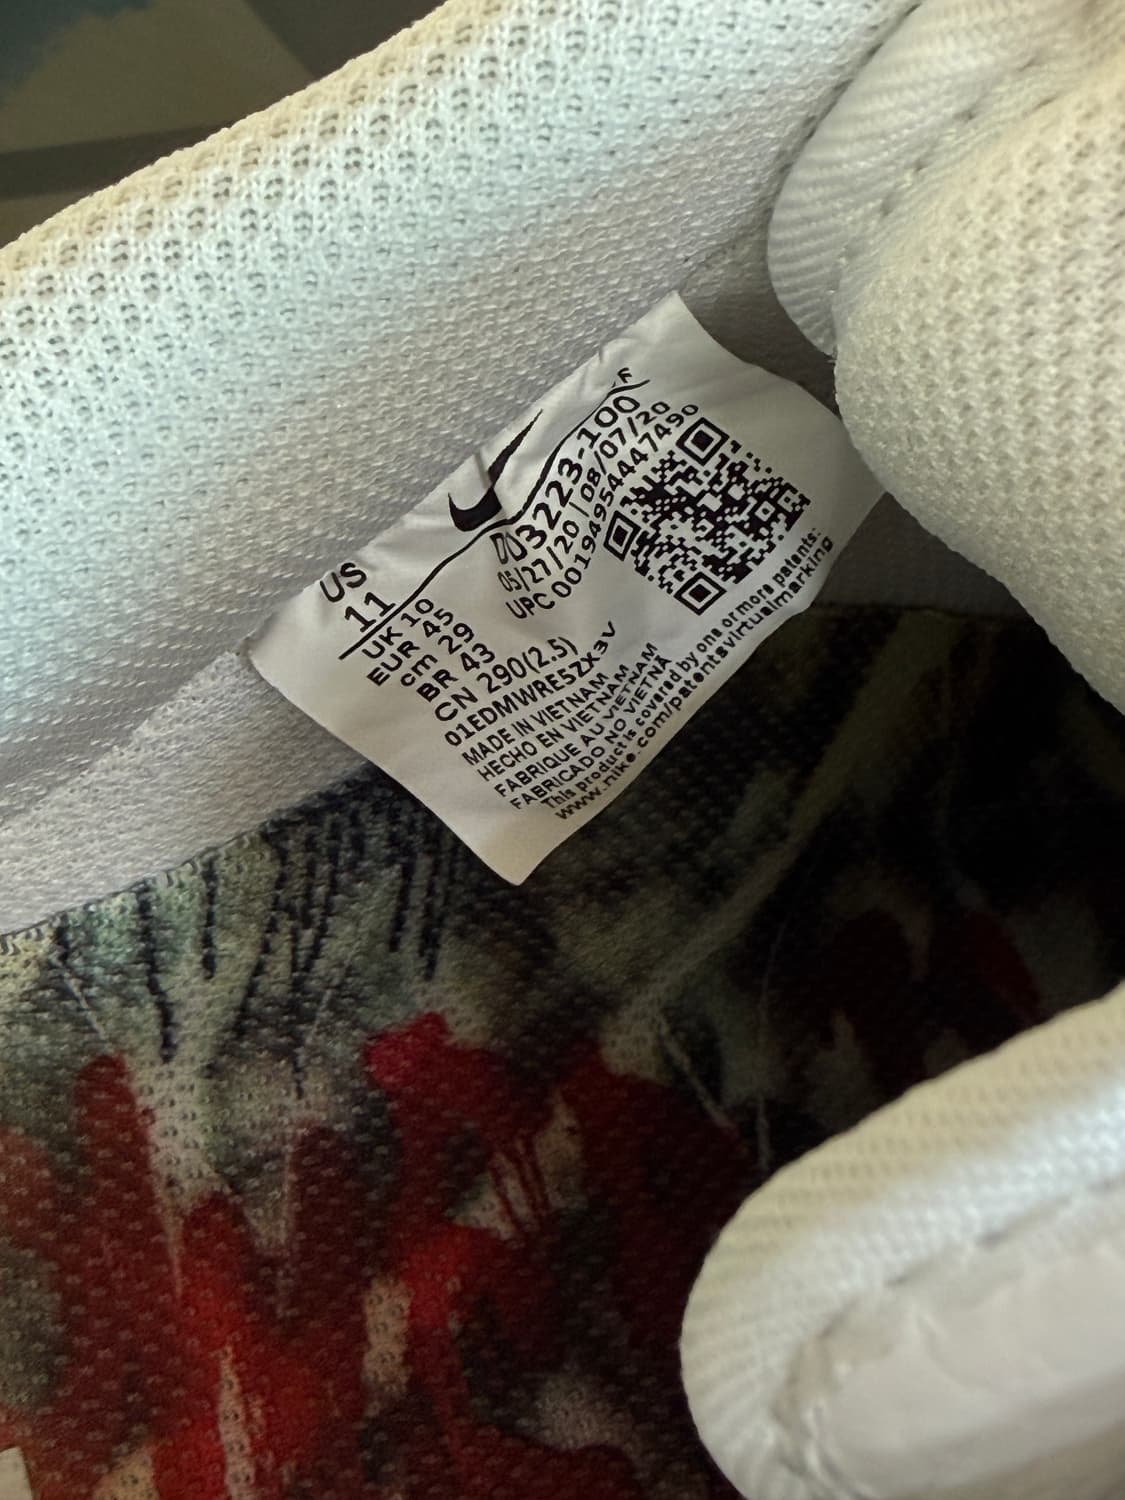 US
11
UK 10
EUR 45
cm 29
BR 43
CN 290(2.5)
DO3223-100
05/27/20 | 08/07/20
UPC 00194954447490
01EDMWRE5ZX3V
MADE IN VIETNAM
HECHO EN VIETNAM
FABRIQUE AU VIETNAM
FABRICADO NO VIETNÃ
This product is covered by one or more patents:
www.nike.com/patents virtualmarking